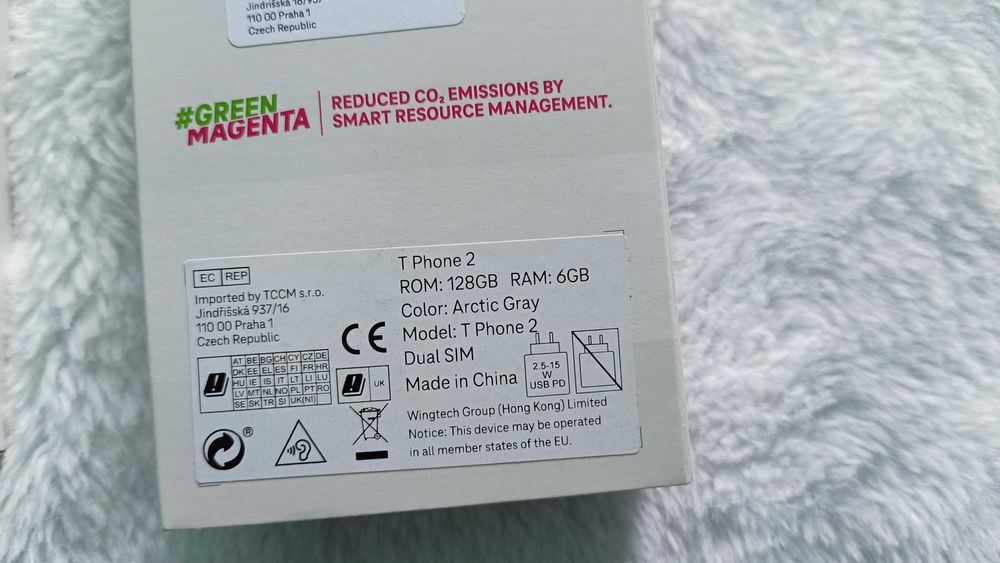 Jindřišská 16/937
110 00 Praha 1
Czech Republic
#GREEN
MAGENTA
REDUCED CO₂ EMISSIONS BY
SMART RESOURCE MANAGEMENT.
EC REP
Imported by TCCM s.r.o.
Jindřišská 937/16
110 00 Praha 1
Czech Republic
CE
AT BE BG CH CY CZ DE
DK EE EL ES FI FR HR
HU IE IS IT LT LI LU
LV MT NL NO PL PT RO
SE SK TR SI UK(NI)
UK
®
T Phone 2
ROM: 128GB RAM: 6GB
Color: Arctic Gray
Model: T Phone 2
Dual SIM
Made in China
2.5-15
W
USB PD
Wingtech Group (Hong Kong) Limited
Notice: This device may be operated
in all member states of the EU.